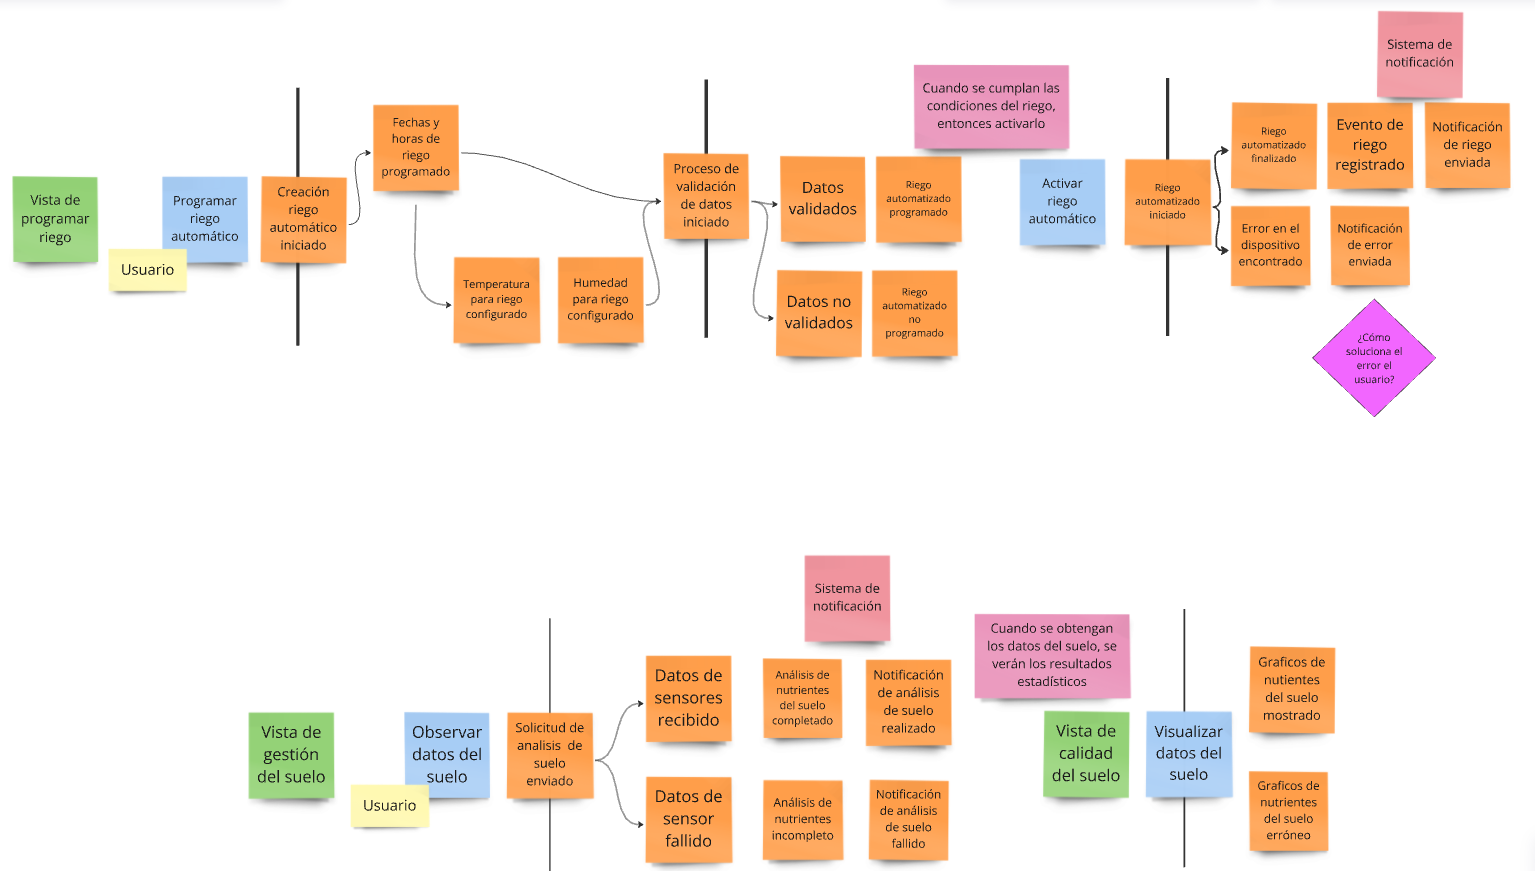 Vista de
programar
riego
Programar
riego
automático
Usuario
Creación
riego
automático
iniciado
Fechas y
horas de
riego
programado
Temperatura
para riego
configurado
Humedad
para riego
configurado
Proceso de
validación
de datos
iniciado
Datos
validados
Riego
automatizado
programado
Datos no
validados
Riego
automatizado
no
programado
Cuando se cumplan las
condiciones del riego,
entonces activarlo
Activar
riego
automático
Riego
automatizado
iniciado
Sistema de
notificación
Riego
automatizado
finalizado
Evento de
riego
registrado
Notificación
de riego
enviada
Error en el
dispositivo
encontrado
Notificación
de error
enviada
¿Cómo
soluciona el
error el
usuario?
Vista de
gestión
del suelo
Observar
datos del
suelo
Usuario
Solicitud de
analisis de
suelo
enviado
Sistema de
notificación
Datos de
sensores
recibido
Análisis de
nutrientes
del suelo
completado
Notificación
de análisis
de suelo
realizado
Datos de
sensor
fallido
Análisis de
nutrientes
incompleto
Notificación
de análisis
de suelo
fallido
Cuando se obtengan
los datos del suelo, se
verán los resultados
estadísticos
Vista de
calidad
del suelo
Visualizar
datos del
suelo
Graficos de
nutientes
del suelo
mostrado
Graficos de
nutrientes
del suelo
erróneo